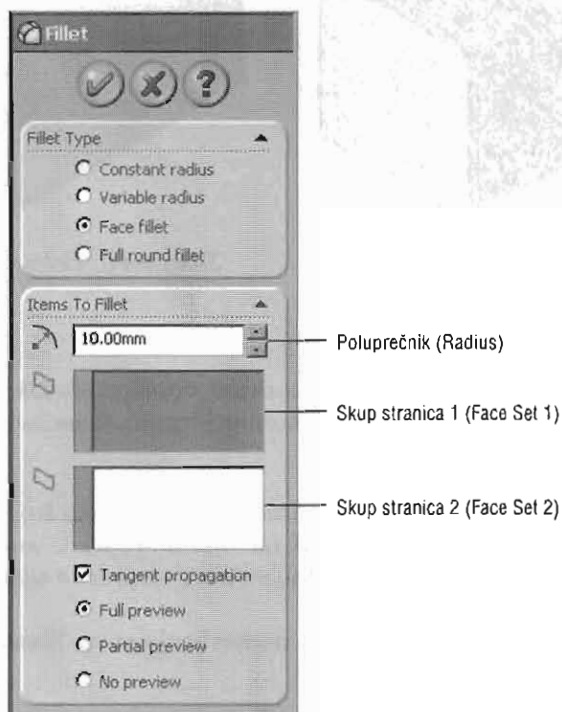 Fillet
Fillet Type
Constant radius
Variable radius
Face fillet
Full round fillet
Items To Fillet
10.00mm
Poluprečnik (Radius)
Skup stranica 1 (Face Set 1)
Skup stranica 2 (Face Set 2)
Tangent propagation
Full preview
Partial preview
No preview